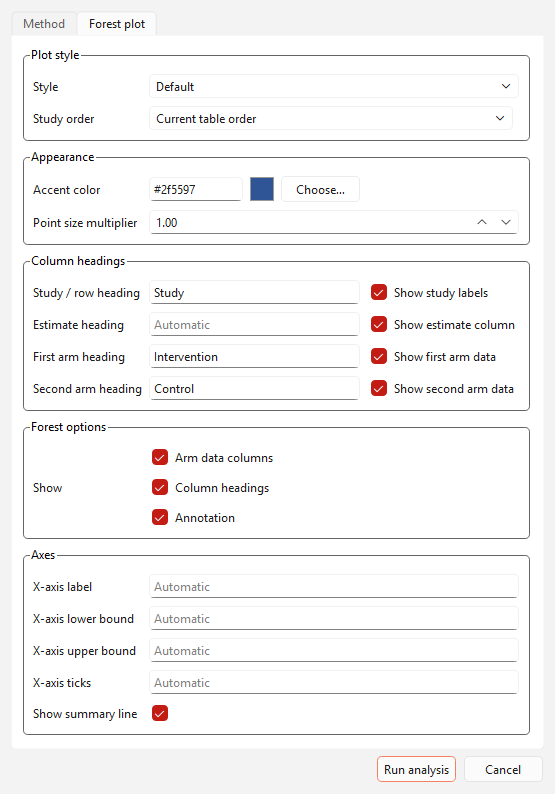 Method Forest plot
Plot style
Style Default
Study order Current table order
Appearance
Accent color #2f5597 Choose...
Point size multiplier 1.00
Column headings
Study / row heading Study Show study labels
Estimate heading Automatic Show estimate column
First arm heading Intervention Show first arm data
Second arm heading Control Show second arm data
Forest options
Arm data columns
Show Column headings
Annotation
Axes
X-axis label Automatic
X-axis lower bound Automatic
X-axis upper bound Automatic
X-axis ticks Automatic
Show summary line
Run analysis Cancel